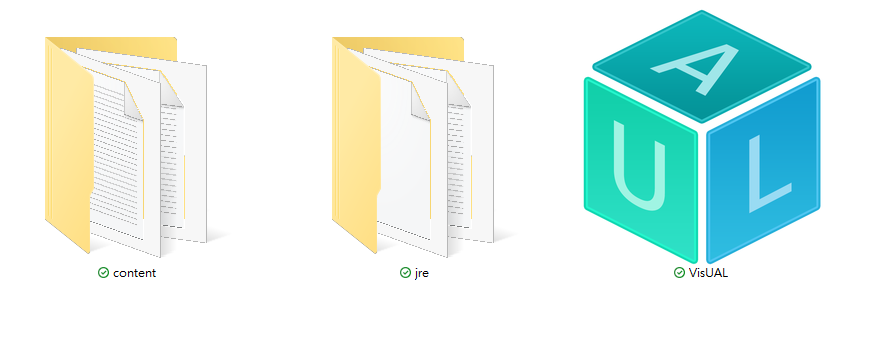 A
U L
content
jre
VisUAL